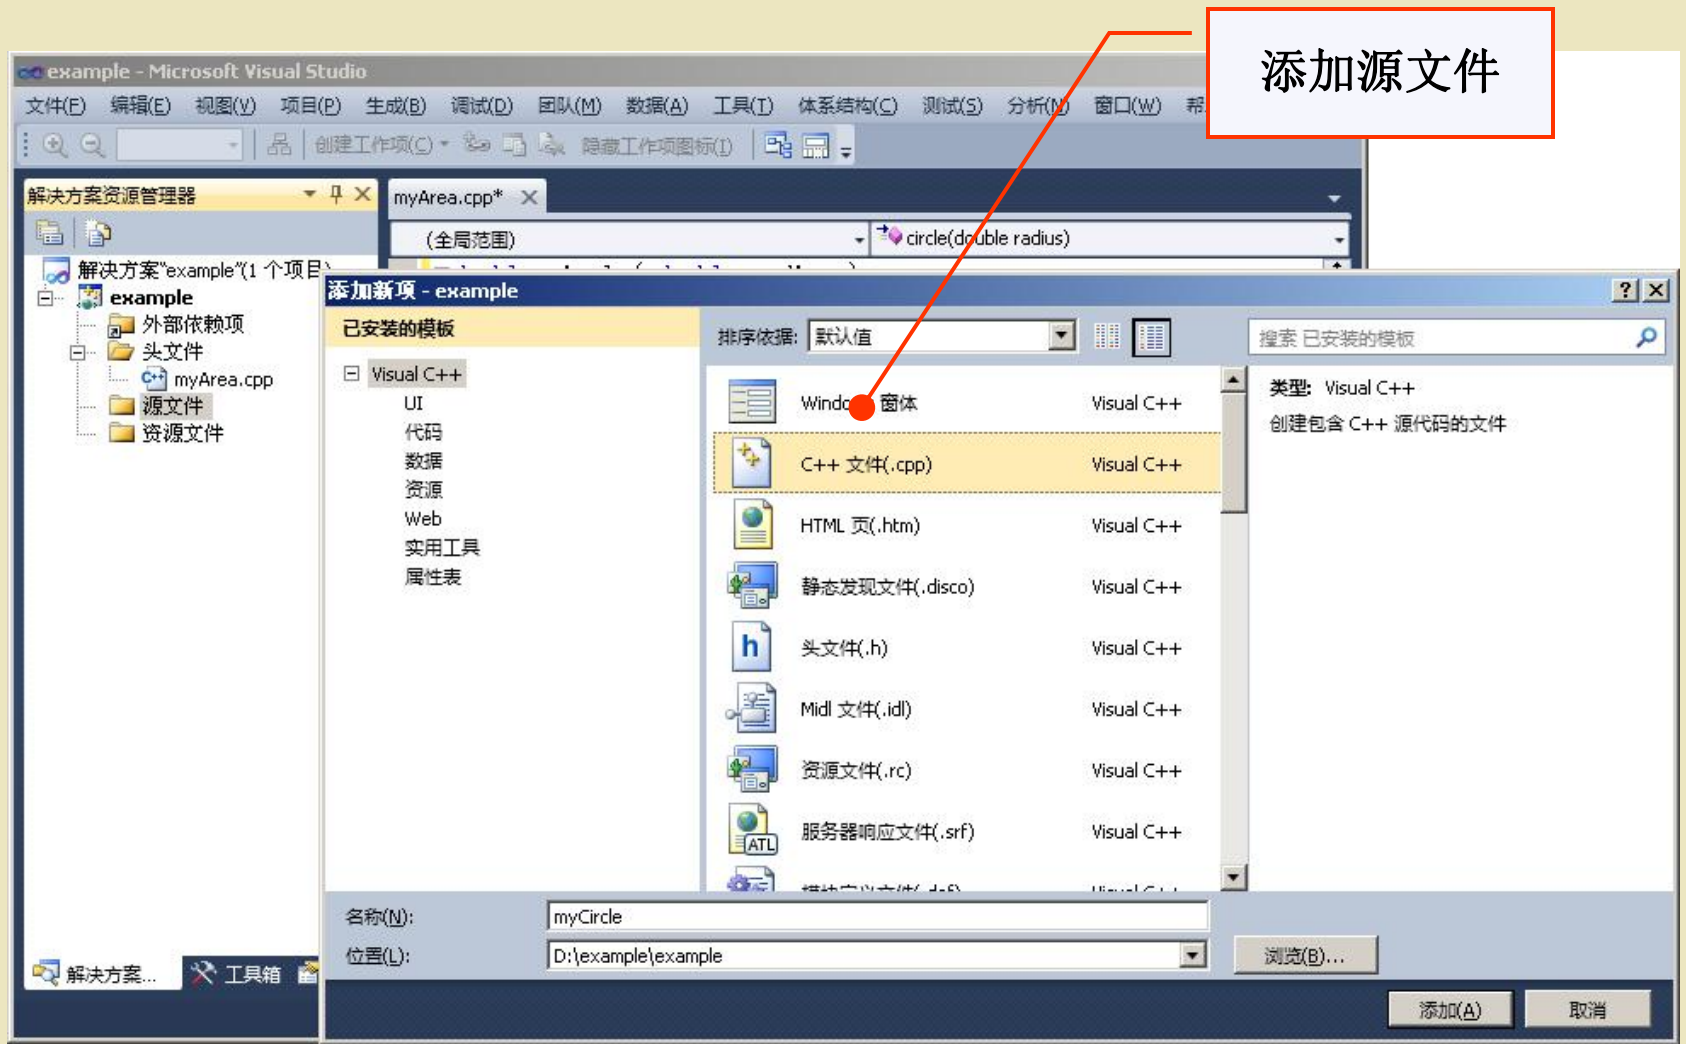 添加源文件
example - Microsoft Visual Studio
文件(F) 编辑(E) 视图(V) 项目(P) 生成(B) 调试(D) 团队(M) 数据(A) 工具(T) 体系结构(C) 测试(S) 分析(N) 窗口(W) 帮
创建工作项(C) 隐藏工作项图标(I)
解决方案资源管理器
myArea.cpp*
(全局范围) circle(double radius)
解决方案"example"(1 个项目)
example
外部依赖项
头文件
myArea.cpp
源文件
资源文件
解决方案... 工具箱
添加新项 - example
已安装的模板
Visual C++
UI
代码
数据
资源
Web
实用工具
属性表
排序依据: 默认值
搜索 已安装的模板
窗体 Visual C++
C++ 文件(.cpp) Visual C++
HTML 页(.htm) Visual C++
静态发现文件(.disco) Visual C++
头文件(.h) Visual C++
Midl 文件(.idl) Visual C++
资源文件(.rc) Visual C++
服务器响应文件(.srf) Visual C++
ATL
类型: Visual C++
创建包含 C++ 源代码的文件
名称(N): myCircle
位置(L): D:\example\example
浏览(B)...
添加(A) 取消